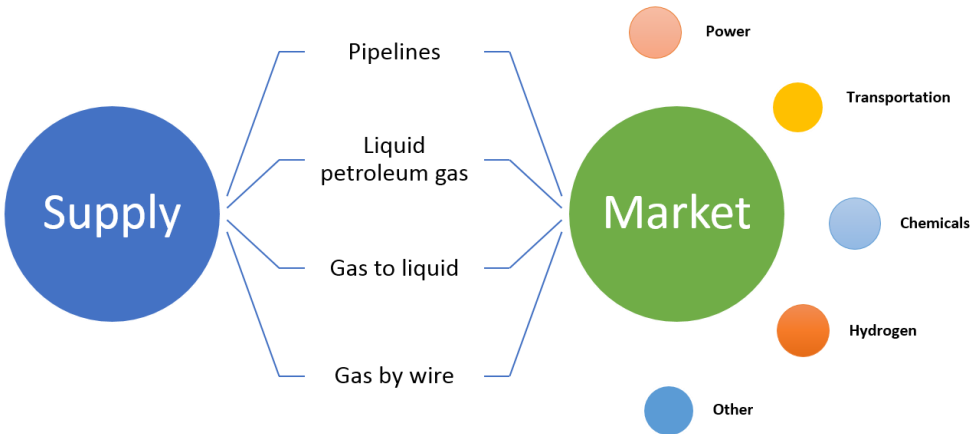 Supply
Pipelines
Liquid
petroleum gas
Gas to liquid
Gas by wire
Market
Power
Transportation
Chemicals
Hydrogen
Other